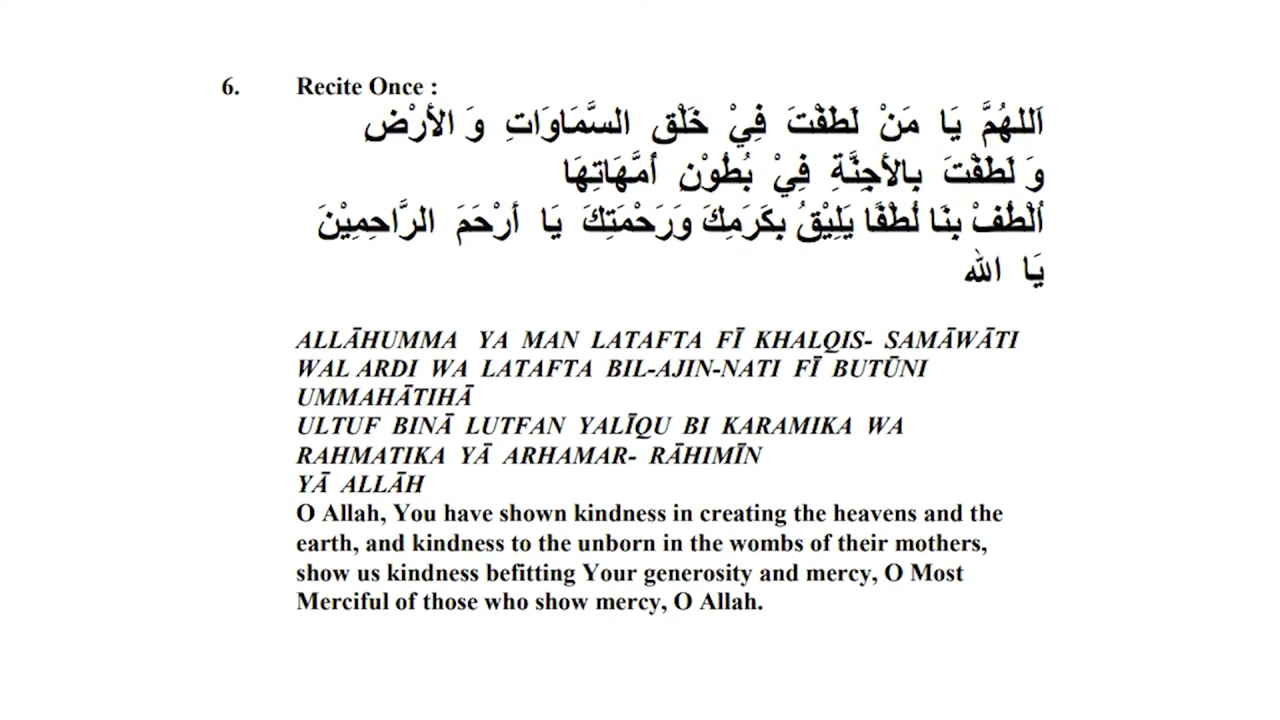 6. Recite Once :
اَللهُمَّ يَا مَنْ لَطَفْتَ فِيْ خَلْقِ السَّمَاوَاتِ وَ الأَرْضِ
وَ لَطَفْتَ بِالأَجِنَّةِ فِيْ بُطُوْنِ أُمَّهَاتِهَا
اُلْطُفْ بِنَا لُطْفًا يَلِيْقُ بِكَرَمِكَ وَرَحْمَتِكَ يَا أَرْحَمَ الرَّاحِمِيْنَ
يَا الله
ALLĀHUMMA YA MAN LATAFTA FĪ KHALQIS- SAMĀWĀTI
WAL ARDI WA LATAFTA BIL-AJIN-NATI FĪ BUTŪNI
UMMAHĀTIHĀ
ULTUF BINĀ LUTFAN YALĪQU BI KARAMIKA WA
RAHMATIKA YĀ ARHAMAR- RĀHIMĪN
YĀ ALLĀH
O Allah, You have shown kindness in creating the heavens and the
earth, and kindness to the unborn in the wombs of their mothers,
show us kindness befitting Your generosity and mercy, O Most
Merciful of those who show mercy, O Allah.